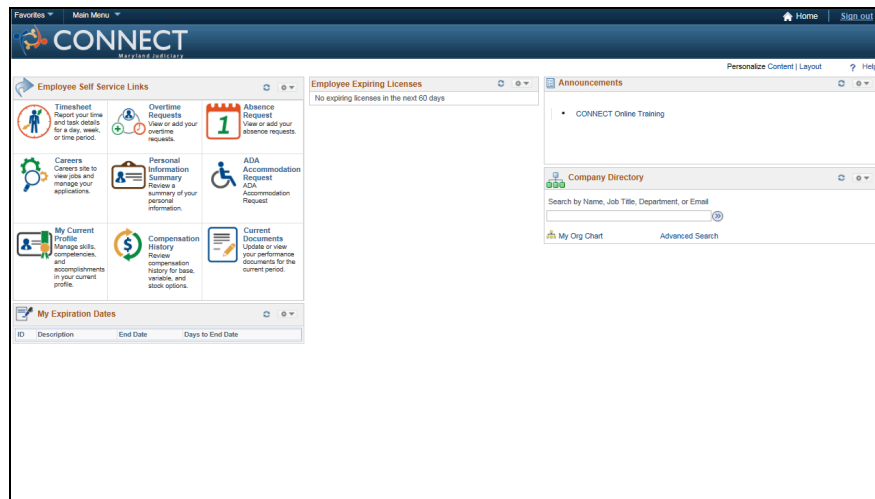 Favorites Main Menu Home Sign out
CONNECT
Maryland Judiciary
Personalize Content | Layout ? Help
Employee Self Service Links
Timesheet
Report your time
and task details
for a day, week,
or time period.
Overtime
Requests
View or add your
overtime
requests.
1
Absence
Request
View or add your
absence requests.
Careers
Careers site to
view jobs and
manage your
applications.
Personal
Information
Summary
Review a
summary of your
personal
information.
ADA
Accommodation
Request
ADA
Accommodation
Request
My Current
Profile
Manage skills,
competencies,
and
accomplishments
in your current
profile.
$
Compensation
History
Review
compensation
history for base,
variable, and
stock options.
Current
Documents
Update or view
your performance
documents for the
current period.
My Expiration Dates
ID Description End Date Days to End Date
Employee Expiring Licenses
No expiring licenses in the next 60 days
Announcements
• CONNECT Online Training
Company Directory
Search by Name, Job Title, Department, or Email
My Org Chart Advanced Search